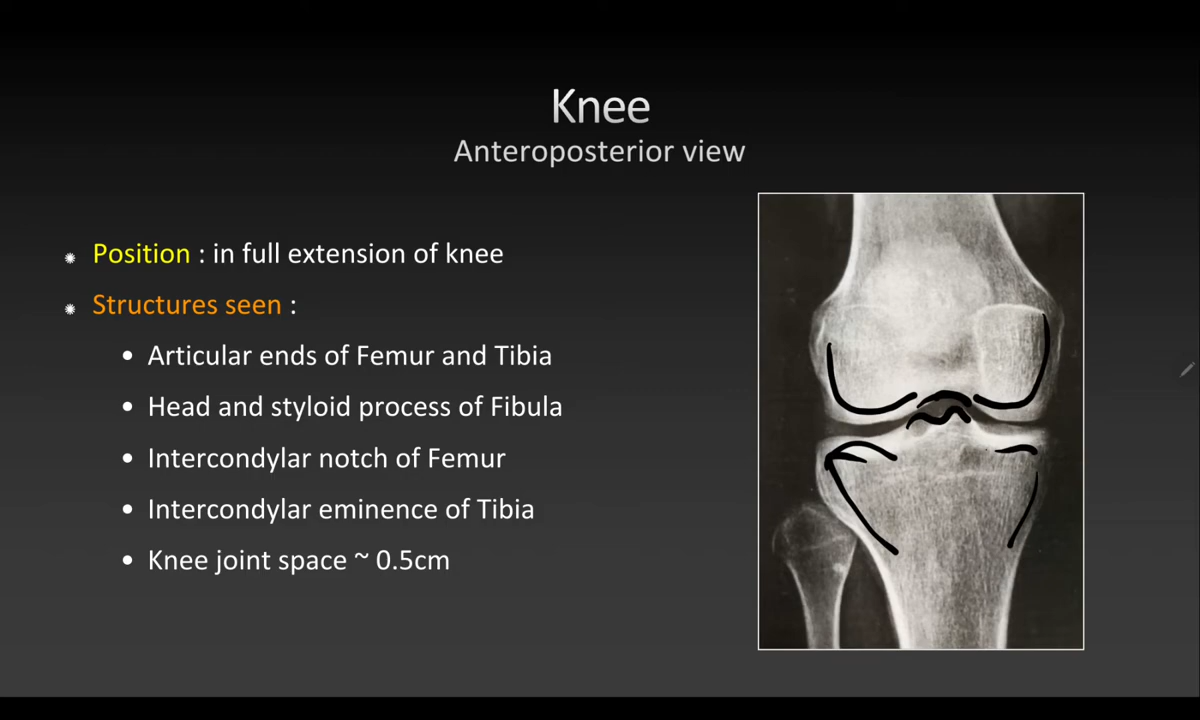 Knee
Anteroposterior view
Position : in full extension of knee
Structures seen :
• Articular ends of Femur and Tibia
• Head and styloid process of Fibula
• Intercondylar notch of Femur
• Intercondylar eminence of Tibia
• Knee joint space ~ 0.5cm